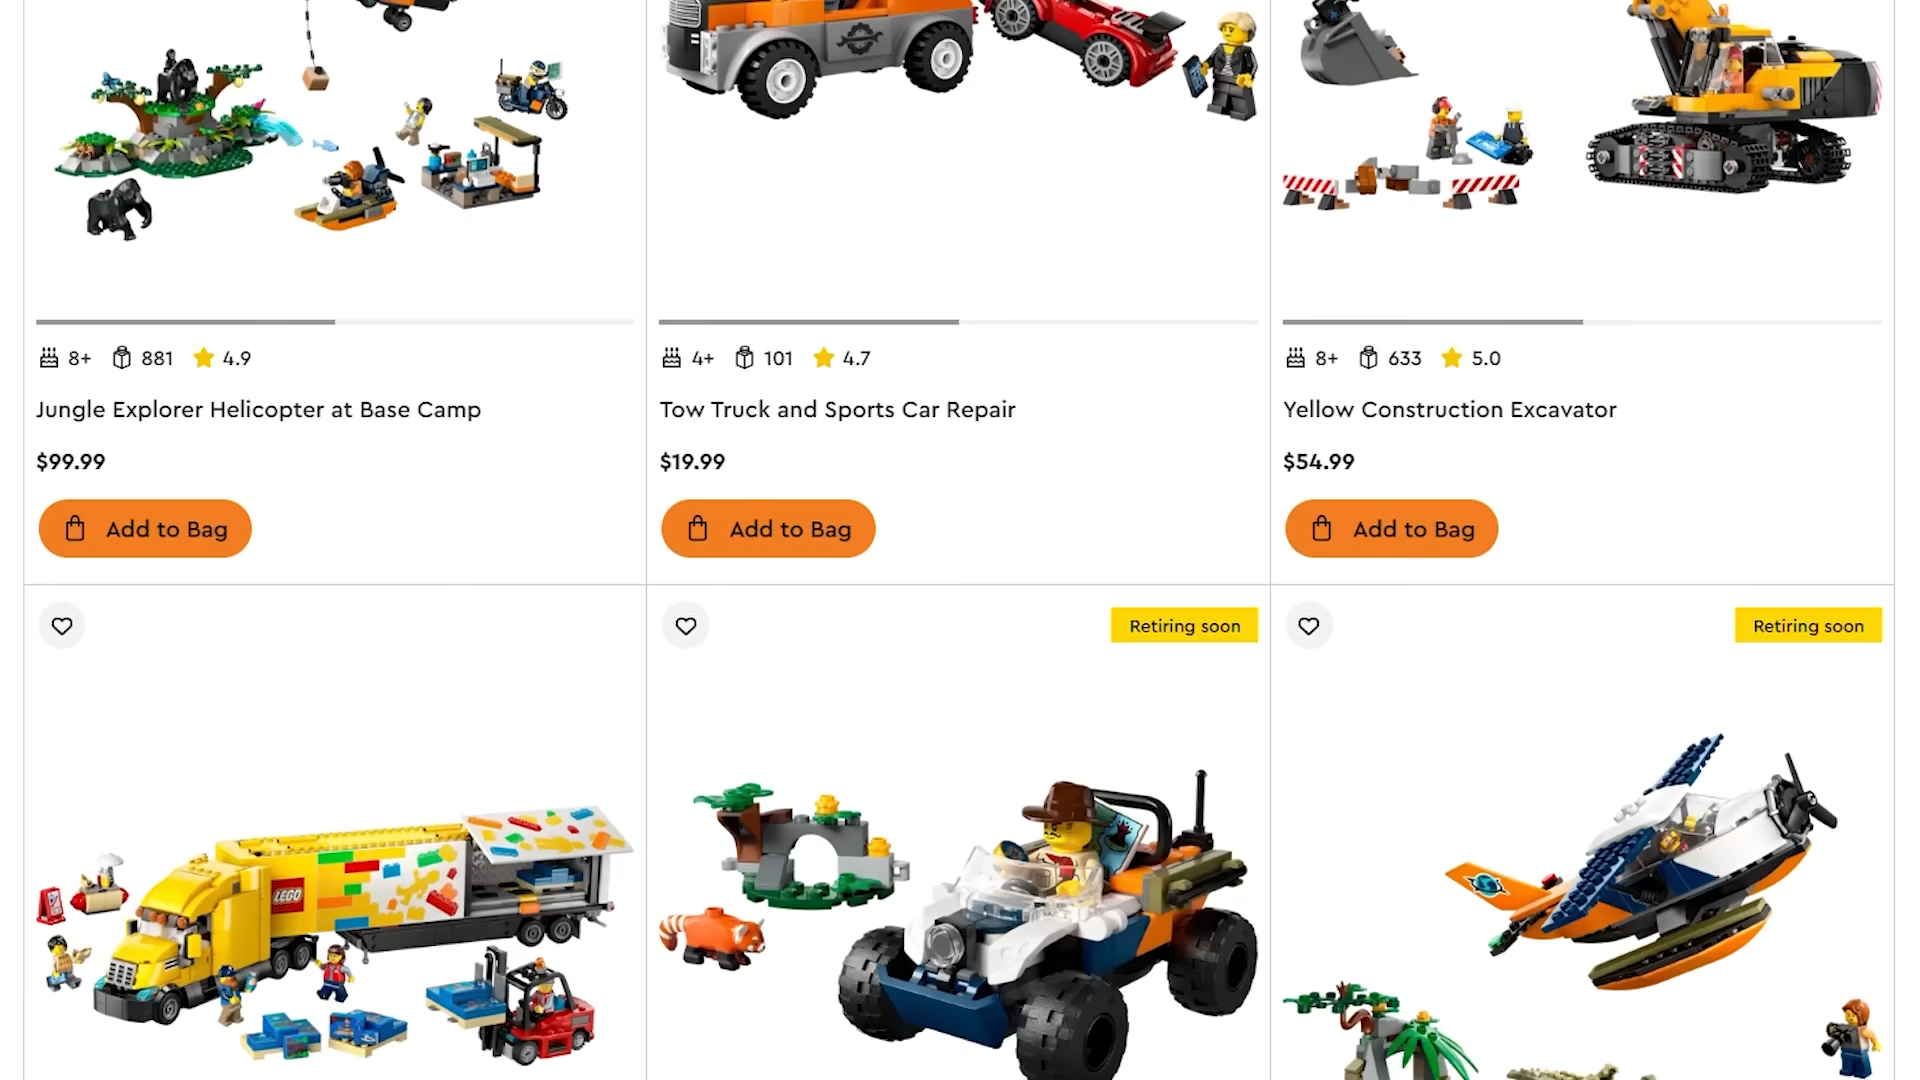 8+ 881 4.9
Jungle Explorer Helicopter at Base Camp
$99.99
Add to Bag
4+ 101 4.7
Tow Truck and Sports Car Repair
$19.99
Add to Bag
8+ 633 5.0
Yellow Construction Excavator
$54.99
Add to Bag
LEGO
Retiring soon
Retiring soon